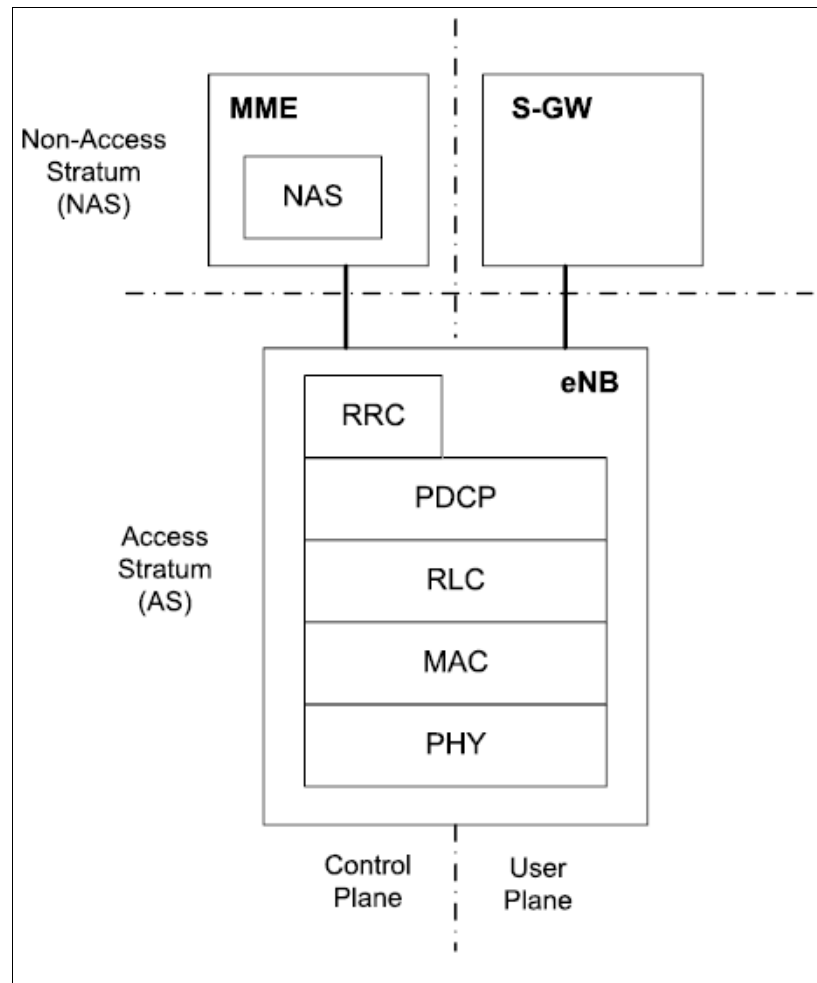 MME
S-GW
Non-Access
Stratum
(NAS)
NAS
eNB
RRC
PDCP
Access
Stratum
(AS)
RLC
MAC
PHY
Control
Plane
User
Plane